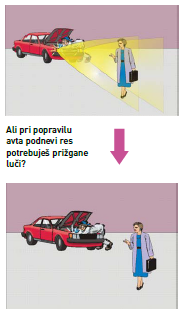 Ali pri popravilu
avta podnevi res
potrebuješ prižgane
luči?